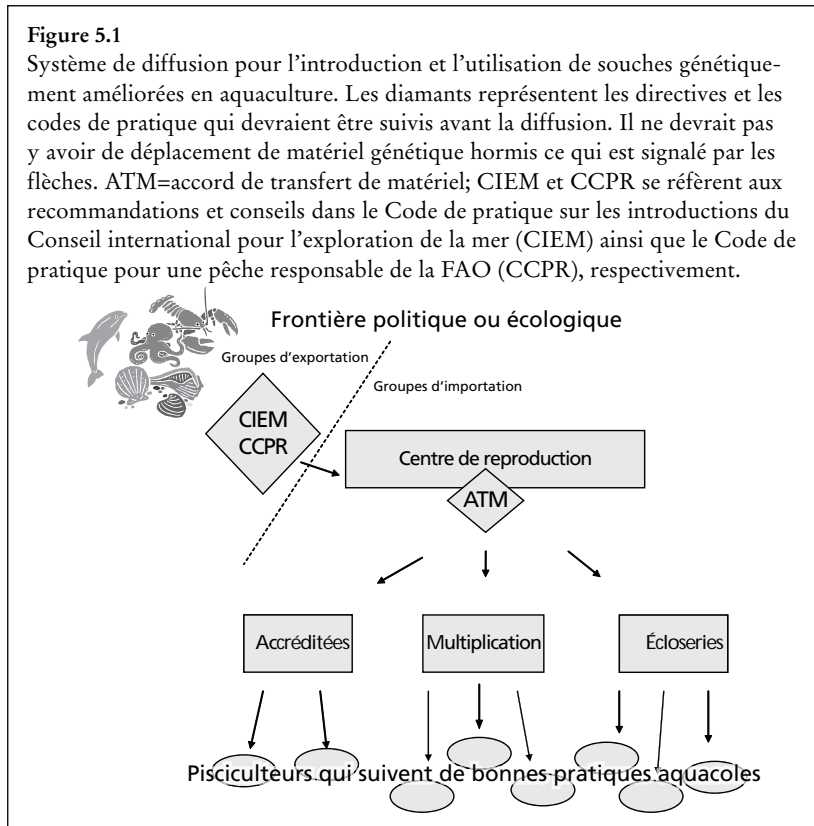 Figure 5.1
Système de diffusion pour l'introduction et l'utilisation de souches génétique-
ment améliorées en aquaculture. Les diamants représentent les directives et les
codes de pratique qui devraient être suivis avant la diffusion. Il ne devrait pas
y avoir de déplacement de matériel génétique hormis ce qui est signalé par les
flèches. ATM=accord de transfert de matériel; CIEM et CCPR se réfèrent aux
recommandations et conseils dans le Code de pratique sur les introductions du
Conseil international pour l'exploration de la mer (CIEM) ainsi que le Code de
pratique pour une pêche responsable de la FAO (CCPR), respectivement.
Frontière politique ou écologique
Groupes d'exportation
Groupes d'importation
CIEM
CCPR
Centre de reproduction
ATM
Accréditées
Multiplication
Écloseries
Pisciculteurs qui suivent de bonnes pratiques aquacoles